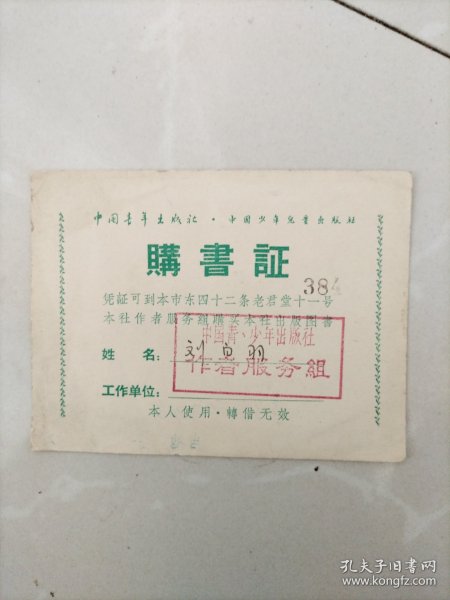 中国青年出版社·中国少年儿童出版社
購書証
384
凭証可到本市东四十二条老君堂十一号
本社作者服务組購买本社出版图書
姓名：刘白羽
中国青、少年出版社
作者服务組
工作单位：
本人使用·轉借无效
孔夫子旧书网
www.kongfz.com